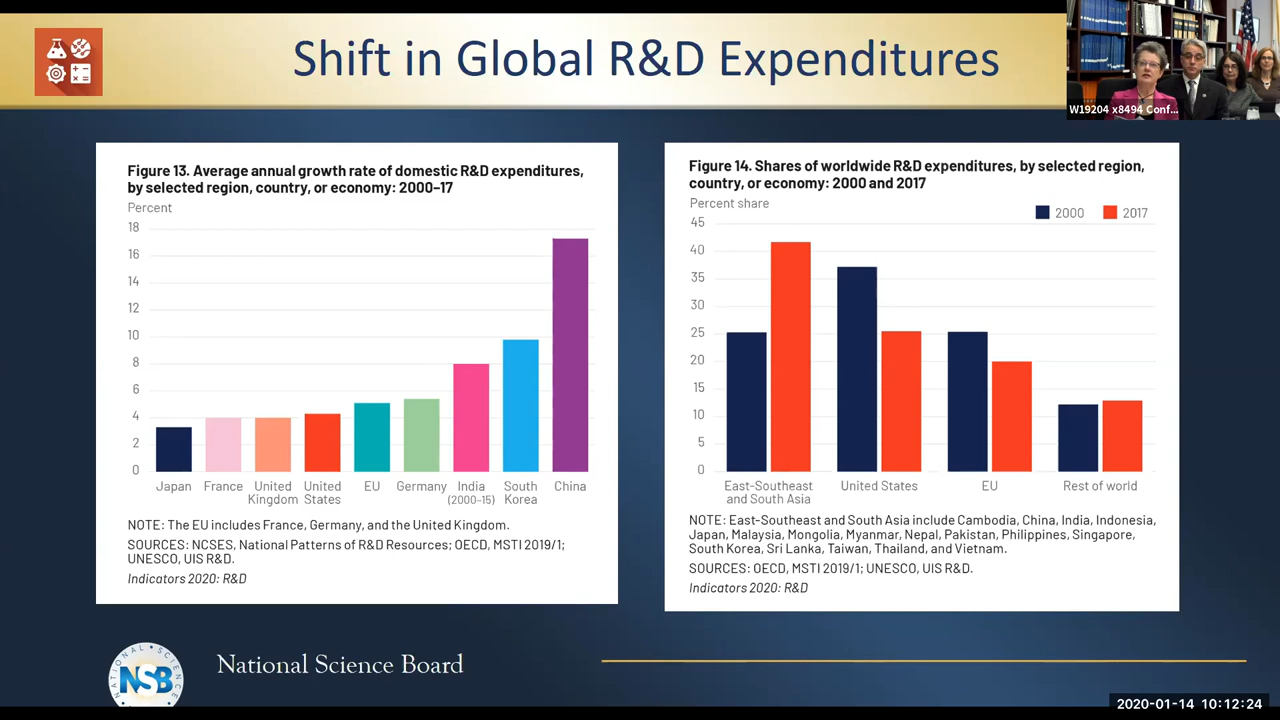 Shift in Global R&D Expenditures
W19204 x8494 Conf...
Figure 13. Average annual growth rate of domestic R&D expenditures,
by selected region, country, or economy: 2000–17
Percent
18
16
14
12
10
8
6
4
2
0
Japan
France
United
Kingdom
United
States
EU
Germany
India
(2000–15)
South
Korea
China
NOTE: The EU includes France, Germany, and the United Kingdom.
SOURCES: NCSES, National Patterns of R&D Resources; OECD, MSTI 2019/1;
UNESCO, UIS R&D.
Indicators 2020: R&D
Figure 14. Shares of worldwide R&D expenditures, by selected region,
country, or economy: 2000 and 2017
Percent share
2000
2017
45
40
35
30
25
20
15
10
5
0
East-Southeast
and South Asia
United States
EU
Rest of world
NOTE: East-Southeast and South Asia include Cambodia, China, India, Indonesia,
Japan, Malaysia, Mongolia, Myanmar, Nepal, Pakistan, Philippines, Singapore,
South Korea, Sri Lanka, Taiwan, Thailand, and Vietnam.
SOURCES: OECD, MSTI 2019/1; UNESCO, UIS R&D.
Indicators 2020: R&D
NATIONAL SCIENCE
NSB
National Science Board
2020-01-14 10:12:24